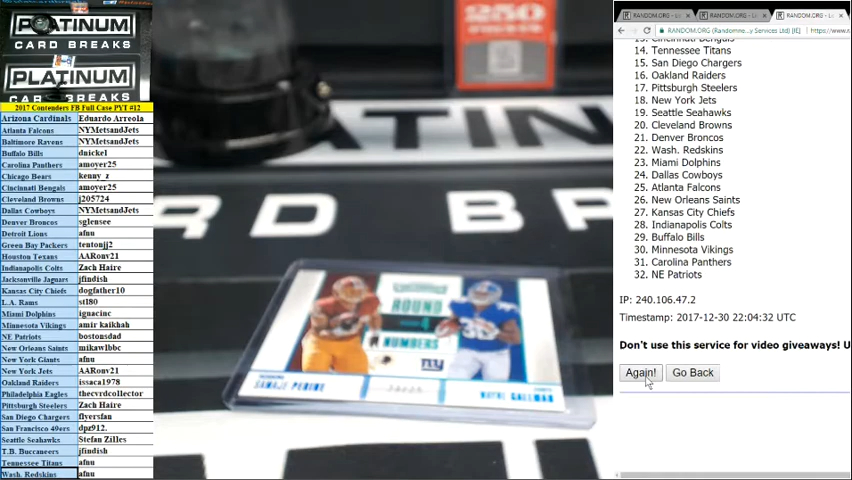 PLATINUM
CARD BREAKS
PLATINUM
2017 Contenders FB Full Case PYT #12
Arizona Cardinals Eduardo Arreola
Atlanta Falcons NYMetsandJets
Baltimore Ravens NYMetsandJets
Buffalo Bills dnickel
Carolina Panthers amoyer25
Chicago Bears kenny_z
Cincinnati Bengals amoyer25
Cleveland Browns j205724
Dallas Cowboys NYMetsandJets
Denver Broncos sglensee
Detroit Lions afnu
Green Bay Packers tentonjj2
Houston Texans AARonv21
Indianapolis Colts Zach Haire
Jacksonville Jaguars jfindish
Kansas City Chiefs dogfather10
L.A. Rams stl80
Miami Dolphins ignacinc
Minnesota Vikings amir kaikhah
NE Patriots bostonsdad
New Orleans Saints mikawlbbc
New York Giants afnu
New York Jets AARonv21
Oakland Raiders issaca1978
Philadelphia Eagles thecvrdcollector
Pittsburgh Steelers Zach Haire
San Diego Chargers flyersfan
San Francisco 49ers dpz912.
Seattle Seahawks Stefan Zilles
T.B. Buccaneers jfindish
Tennessee Titans afnu
Wash. Redskins afnu
250
ATINUM
RD BRE
ROUND
NUMBERS
SAMAJE PERINE
WAYNE GALLMAN
RANDOM.ORG (Randomne...y Services Ltd) [IE]
13. Cincinnati Bengals
14. Tennessee Titans
15. San Diego Chargers
16. Oakland Raiders
17. Pittsburgh Steelers
18. New York Jets
19. Seattle Seahawks
20. Cleveland Browns
21. Denver Broncos
22. Wash. Redskins
23. Miami Dolphins
24. Dallas Cowboys
25. Atlanta Falcons
26. New Orleans Saints
27. Kansas City Chiefs
28. Indianapolis Colts
29. Buffalo Bills
30. Minnesota Vikings
31. Carolina Panthers
32. NE Patriots
IP: 240.106.47.2
Timestamp: 2017-12-30 22:04:32 UTC
Don't use this service for video giveaways! U
Again! Go Back